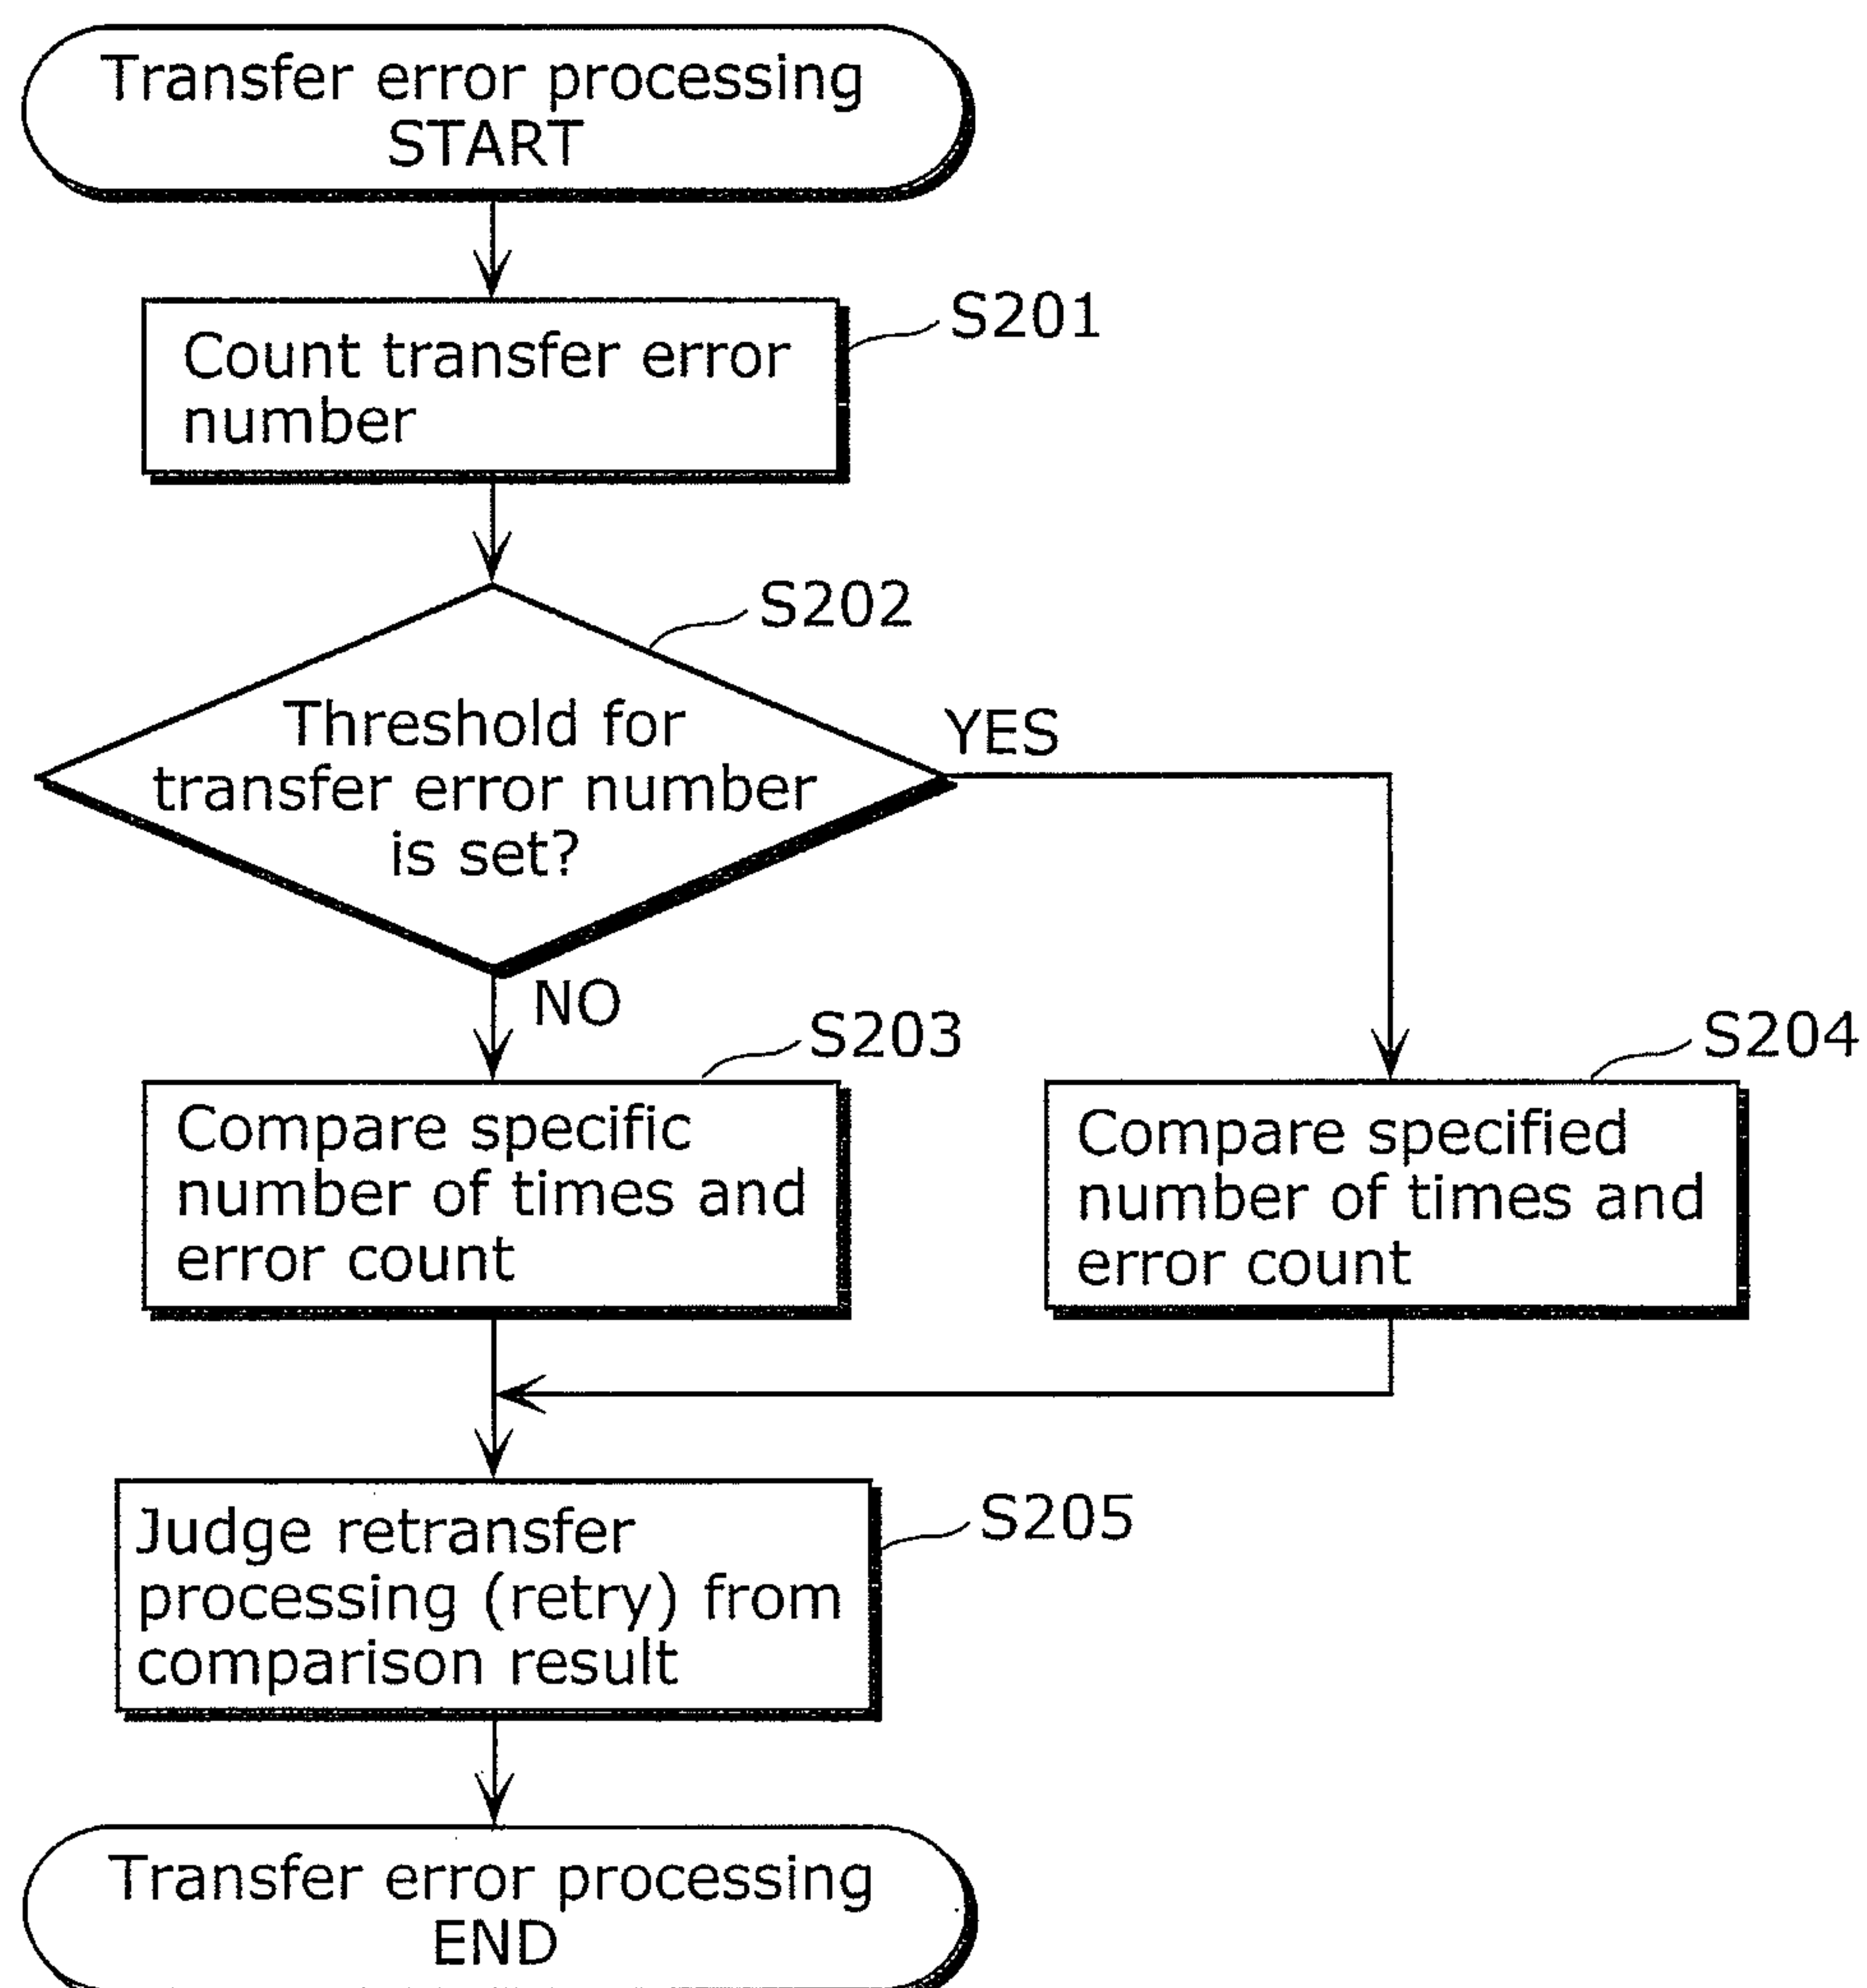 Transfer error processing
START
S201
Count transfer error
number
S202
Threshold for
transfer error number
is set?
YES
NO
S203
Compare specific
number of times and
error count
S204
Compare specified
number of times and
error count
S205
Judge retransfer
processing (retry) from
comparison result
Transfer error processing
END